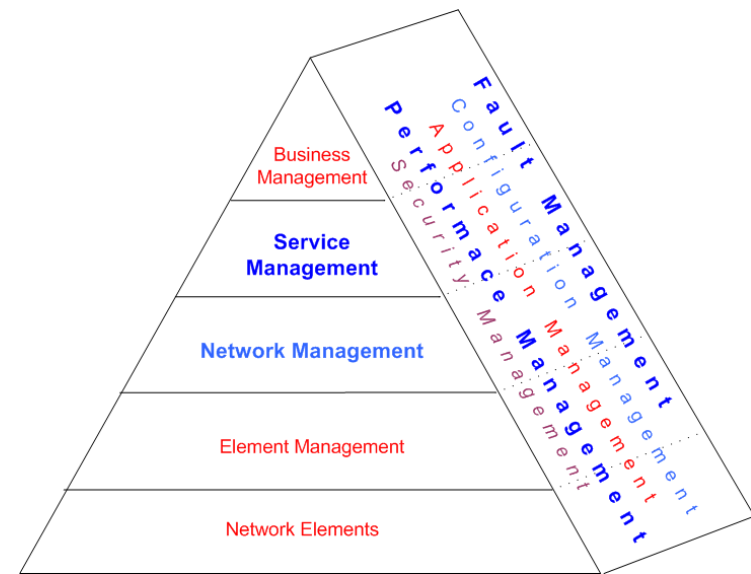 Business
Management
Service
Management
Network Management
Element Management
Network Elements
Fault Management
Configuration Management
Application Management
Performace Management
Security Management